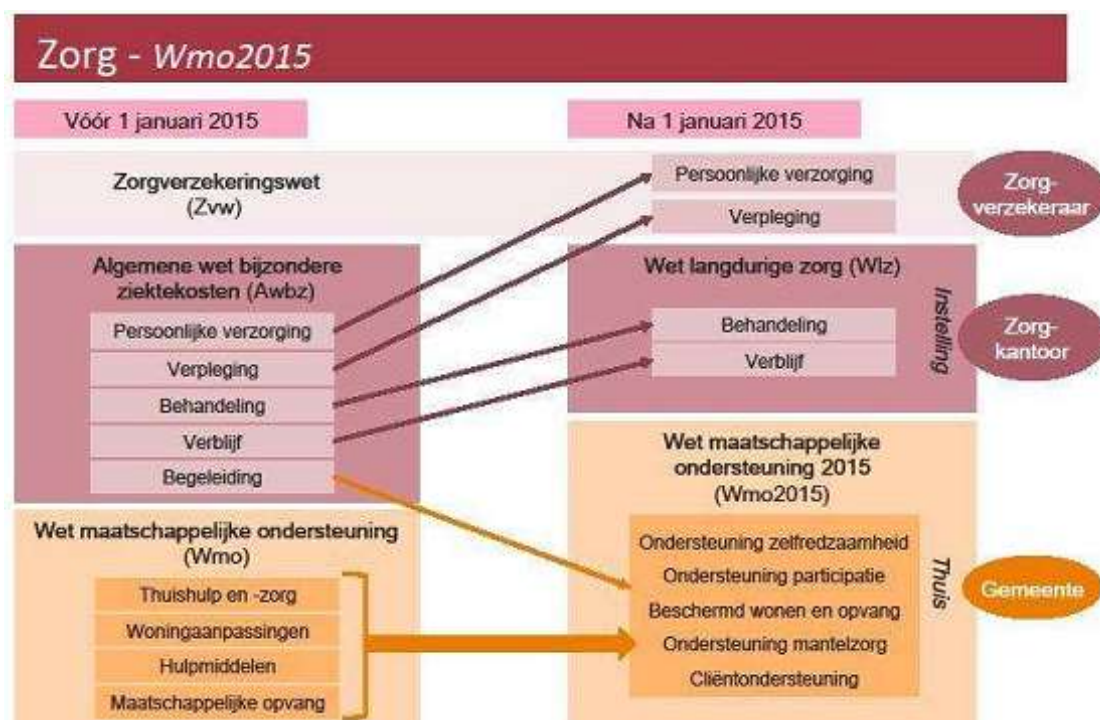 Zorg - Wmo2015
Vóór 1 januari 2015
Na 1 januari 2015
Zorgverzekeringswet
(Zvw)
Persoonlijke verzorging
Verpleging
Zorg-
verzekeraar
Algemene wet bijzondere
ziektekosten (Awbz)
Persoonlijke verzorging
Verpleging
Behandeling
Verblijf
Begeleiding
Wet langdurige zorg (Wlz)
Behandeling
Verblijf
Instelling
Zorg-
kantoor
Wet maatschappelijke ondersteuning
(Wmo)
Thuishulp en -zorg
Woningaanpassingen
Hulpmiddelen
Maatschappelijke opvang
Wet maatschappelijke
ondersteuning 2015
(Wmo2015)
Ondersteuning zelfredzaamheid
Ondersteuning participatie
Beschermd wonen en opvang
Ondersteuning mantelzorg
Cliëntondersteuning
Thuis
Gemeente